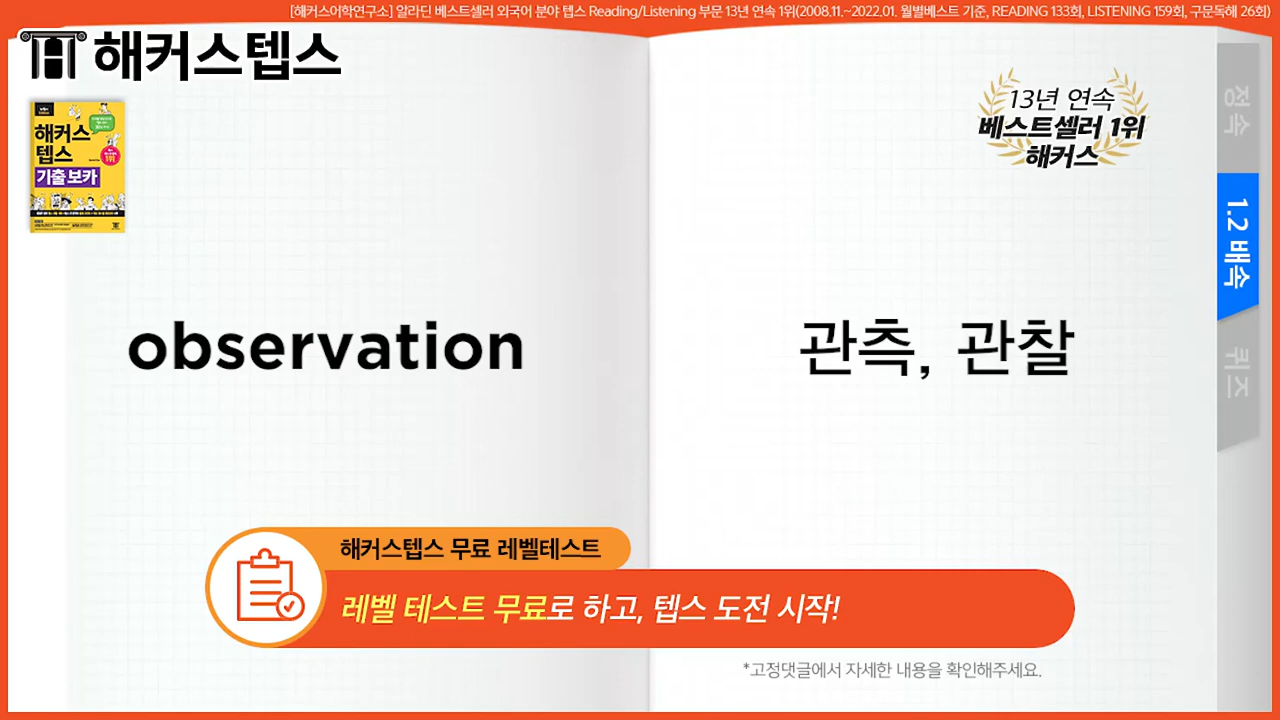 [해커스어학연구소] 알라딘 베스트셀러 외국어 분야 텝스 Reading/Listening 부문 13년 연속 1위(2008.11.~2022.01. 월별베스트 기준, READING 133회, LISTENING 159회, 구문독해 26회)
해커스텝스
해커스
텝스
기출 보카
13년 연속
베스트셀러 1위
해커스
정속
1.2 배속
퀴즈
observation
관측, 관찰
해커스텝스 무료 레벨테스트
레벨 테스트 무료로 하고, 텝스 도전 시작!
*고정댓글에서 자세한 내용을 확인해주세요.